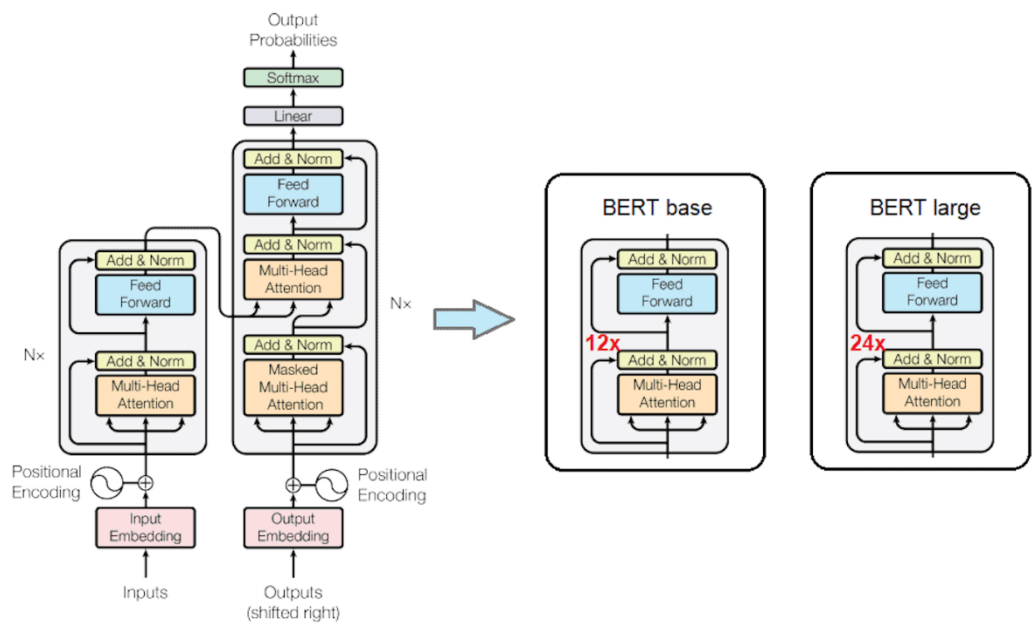 Output
Probabilities
Softmax
Linear
Add & Norm
Feed
Forward
Add & Norm
Multi-Head
Attention
Nx
Add & Norm
Masked
Multi-Head
Attention
Add & Norm
Feed
Forward
Nx
Add & Norm
Multi-Head
Attention
Positional
Encoding
Positional
Encoding
Input
Embedding
Output
Embedding
Inputs
Outputs
(shifted right)
BERT base
Add & Norm
Feed
Forward
12x
Add & Norm
Multi-Head
Attention
BERT large
Add & Norm
Feed
Forward
24x
Add & Norm
Multi-Head
Attention